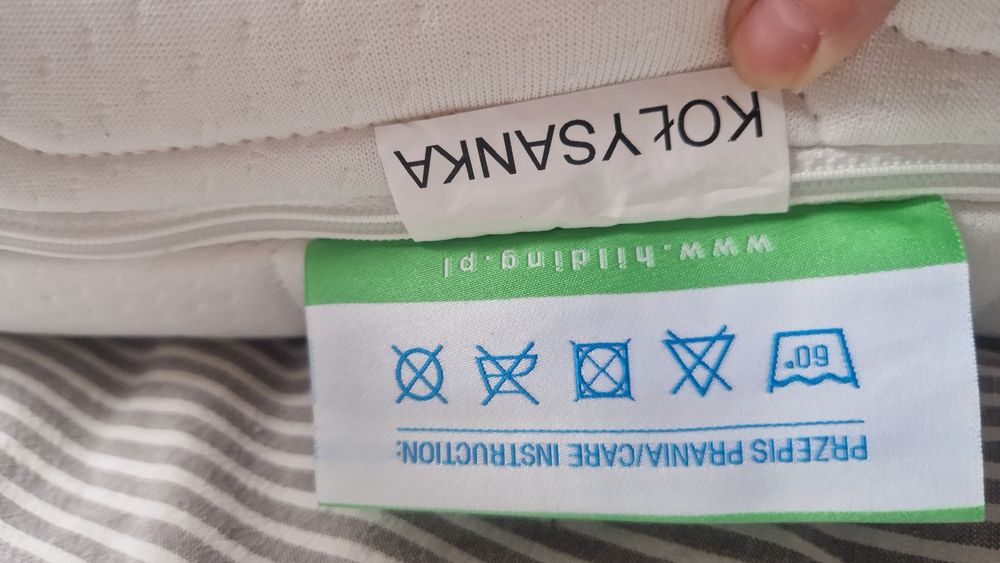 PRZEPIS PRANIA/CARE INSTRUCTION:
60°
www.hilding.pl
KOŁYSANKA